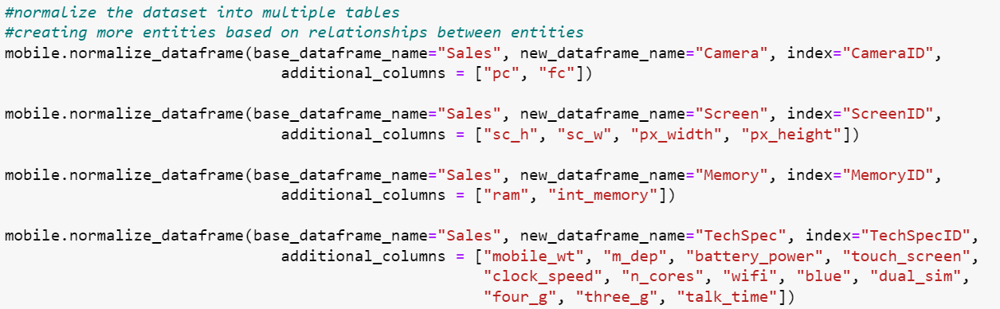 #normalize the dataset into multiple tables
#creating more entities based on relationships between entities
mobile.normalize_dataframe(base_dataframe_name="Sales", new_dataframe_name="Camera", index="CameraID",
additional_columns = ["pc", "fc"])
mobile.normalize_dataframe(base_dataframe_name="Sales", new_dataframe_name="Screen", index="ScreenID",
additional_columns = ["sc_h", "sc_w", "px_width", "px_height"])
mobile.normalize_dataframe(base_dataframe_name="Sales", new_dataframe_name="Memory", index="MemoryID",
additional_columns = ["ram", "int_memory"])
mobile.normalize_dataframe(base_dataframe_name="Sales", new_dataframe_name="TechSpec", index="TechSpecID",
additional_columns = ["mobile_wt", "m_dep", "battery_power", "touch_screen",
"clock_speed", "n_cores", "wifi", "blue", "dual_sim",
"four_g", "three_g", "talk_time"])